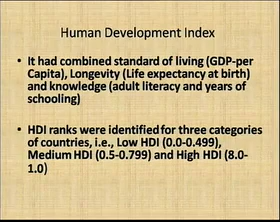 Human Development Index
• It had combined standard of living (GDP-per
Capita), Longevity (Life expectancy at birth)
and knowledge (adult literacy and years of
schooling)
• HDI ranks were identified for three categories
of countries, i.e., Low HDI (0.0-0.499),
Medium HDI (0.5-0.799) and High HDI (8.0-
1.0)